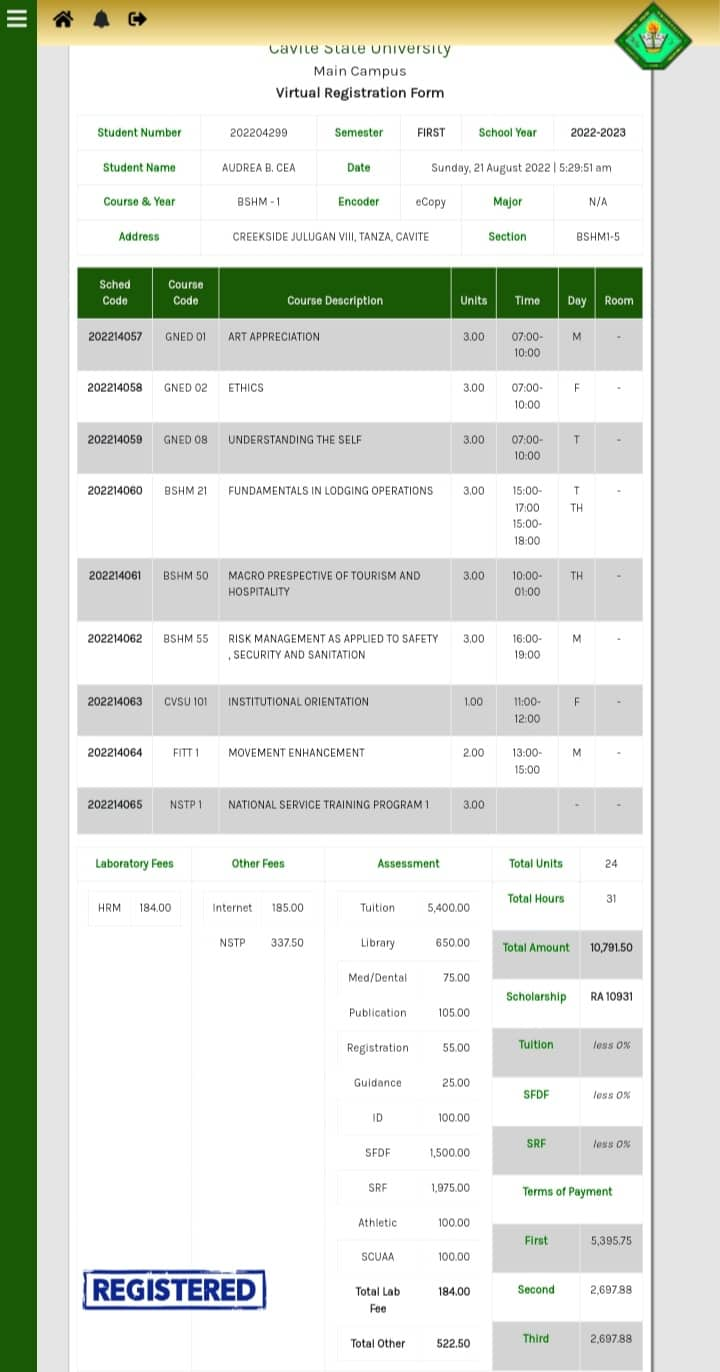 Cavite State University
Main Campus
Virtual Registration Form
Student Number 202204299 Semester FIRST School Year 2022-2023
Student Name AUDREA B. CEA Date Sunday, 21 August 2022 | 5:29:51 am
Course & Year BSHM - 1 Encoder eCopy Major N/A
Address CREEKSIDE JULUGAN VIII, TANZA, CAVITE Section BSHM1-5
Sched Course
Code Code Course Description Units Time Day Room
202214057 GNED 01 ART APPRECIATION 3.00 07:00- M -
10:00
202214058 GNED 02 ETHICS 3.00 07:00- F -
10:00
202214059 GNED 08 UNDERSTANDING THE SELF 3.00 07:00- T -
10:00
202214060 BSHM 21 FUNDAMENTALS IN LODGING OPERATIONS 3.00 15:00- T -
17:00 TH
15:00-
18:00
202214061 BSHM 50 MACRO PRESPECTIVE OF TOURISM AND 3.00 10:00- TH -
HOSPITALITY 01:00
202214062 BSHM 55 RISK MANAGEMENT AS APPLIED TO SAFETY 3.00 16:00- M -
, SECURITY AND SANITATION 19:00
202214063 CVSU 101 INSTITUTIONAL ORIENTATION 1.00 11:00- F -
12:00
202214064 FITT 1 MOVEMENT ENHANCEMENT 2.00 13:00- M -
15:00
202214065 NSTP 1 NATIONAL SERVICE TRAINING PROGRAM 1 3.00 - -
Laboratory Fees Other Fees Assessment Total Units 24
HRM 184.00 Internet 185.00 Tuition 5,400.00 Total Hours 31
NSTP 337.50 Library 650.00 Total Amount 10,791.50
Med/Dental 75.00
Publication 105.00 Scholarship RA 10931
Registration 55.00 Tuition less 0%
Guidance 25.00 SFDF less 0%
ID 100.00
SFDF 1,500.00 SRF less 0%
SRF 1,975.00 Terms of Payment
Athletic 100.00 First 5,395.75
SCUAA 100.00
REGISTERED Total Lab 184.00 Second 2,697.88
Fee
Total Other 522.50 Third 2,697.88